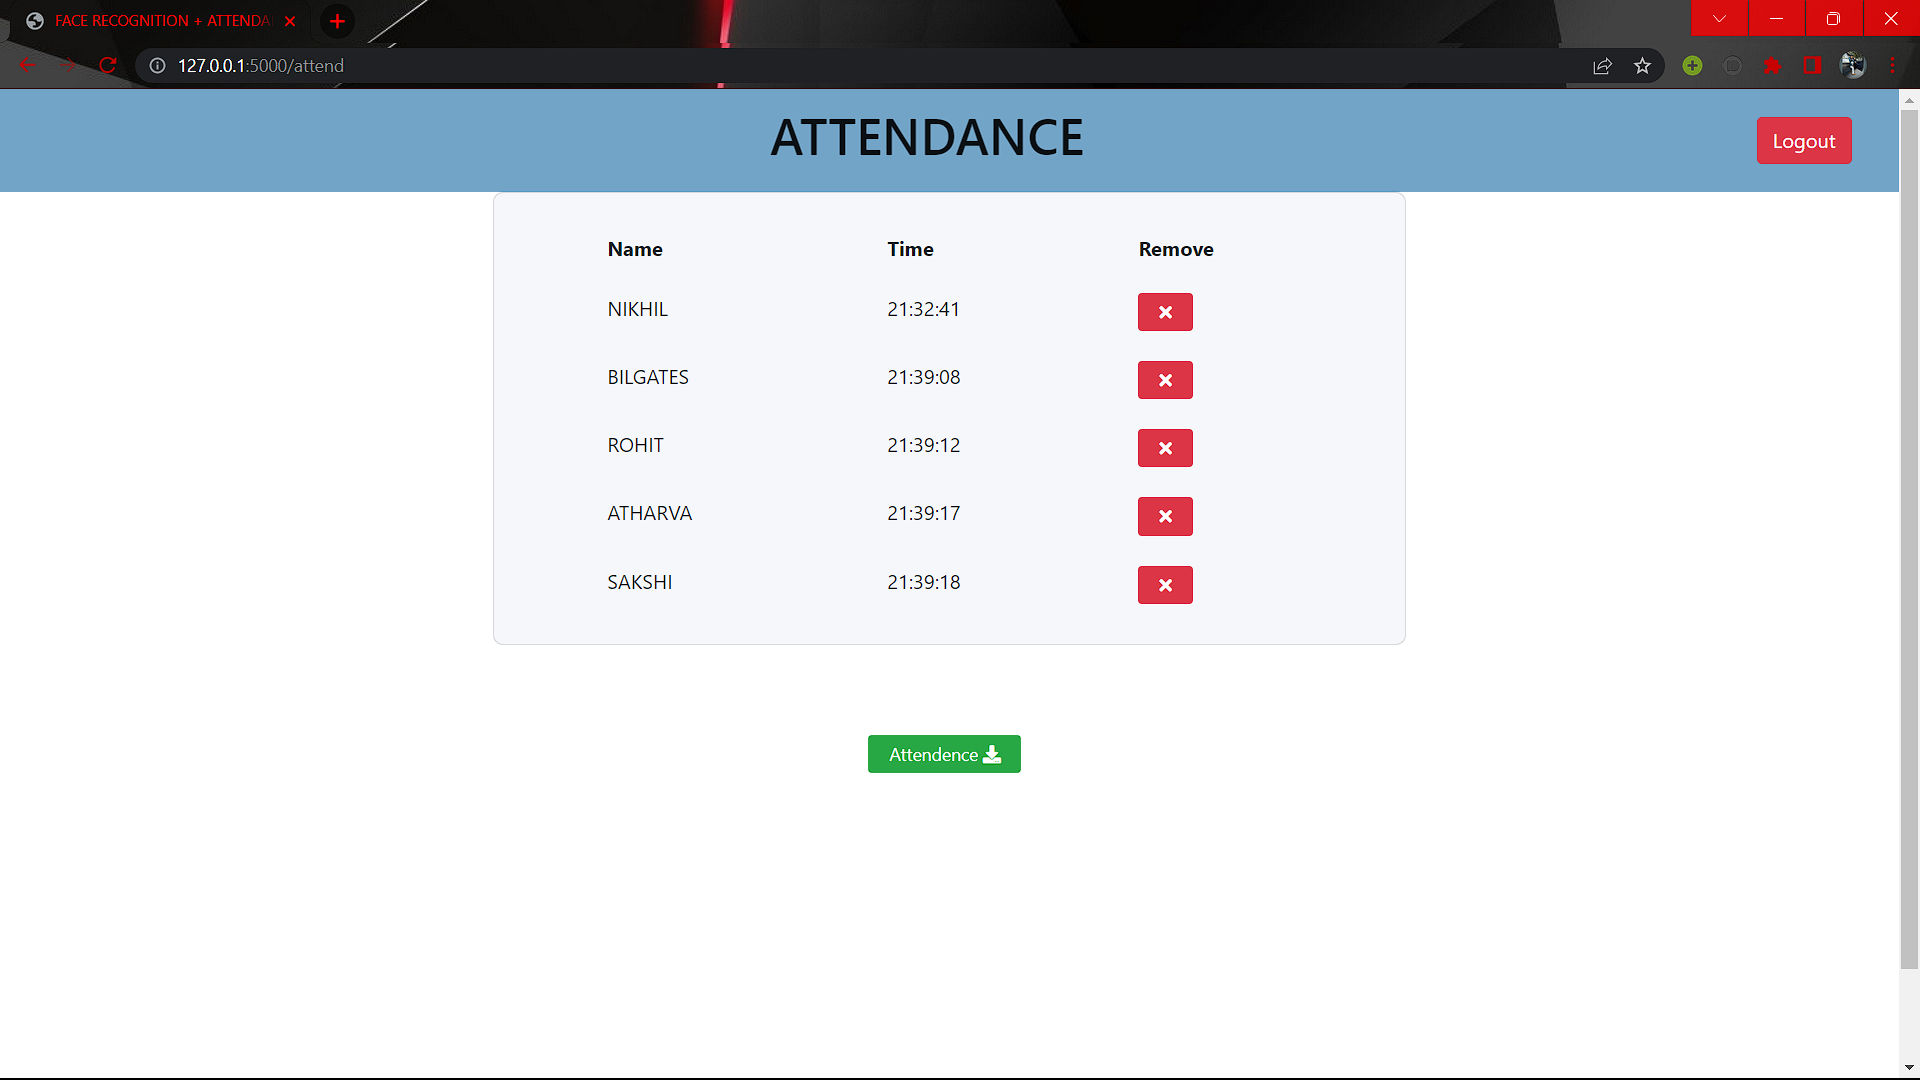 FACE RECOGNITION + ATTENDA
127.0.0.1:5000/attend
ATTENDANCE
Logout
Name Time Remove
NIKHIL 21:32:41
BILGATES 21:39:08
ROHIT 21:39:12
ATHARVA 21:39:17
SAKSHI 21:39:18
Attendence